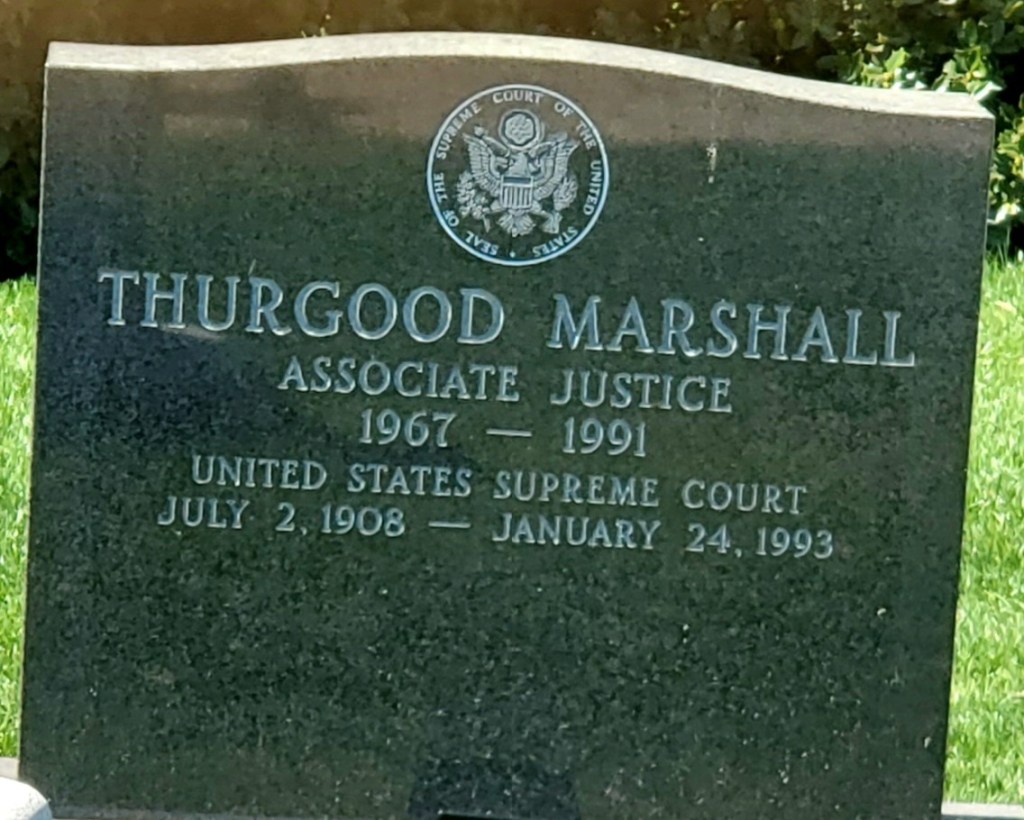 SEAL OF THE SUPREME COURT OF THE UNITED STATES
THURGOOD MARSHALL
ASSOCIATE JUSTICE
1967 — 1991
UNITED STATES SUPREME COURT
JULY 2, 1908 — JANUARY 24, 1993